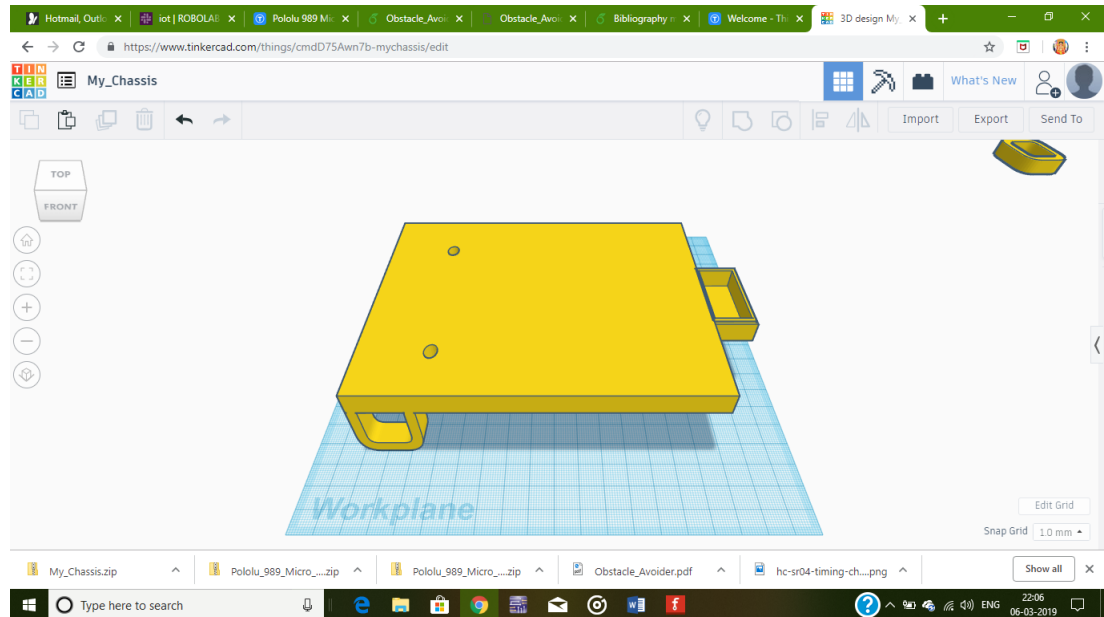 Hotmail, Outlo
iot | ROBOLAB
Pololu 989 Mic
Obstacle_Avoi
Obstacle_Avoi
Bibliography m
Welcome - Th
3D design My_
https://www.tinkercad.com/things/cmdD75Awn7b-mychassis/edit
TIN
KER
CAD
My_Chassis
What's New
Import
Export
Send To
TOP
FRONT
Workplane
Edit Grid
Snap Grid 1.0 mm
My_Chassis.zip
Pololu_989_Micro_....zip
Pololu_989_Micro_....zip
Obstacle_Avoider.pdf
hc-sr04-timing-ch....png
Show all
Type here to search
ENG
22:06
06-03-2019